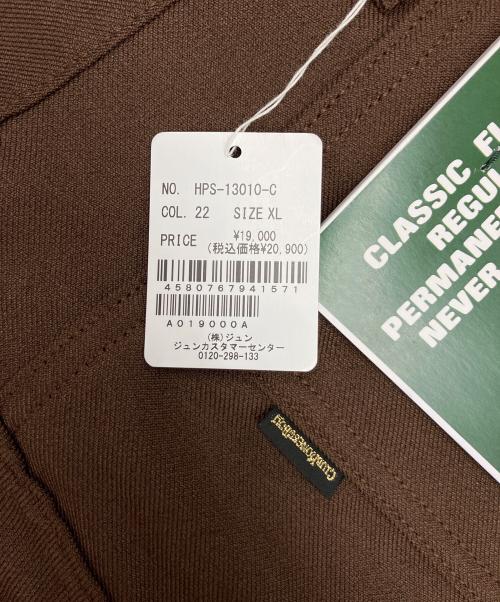 NO. HPS-13010-C
COL. 22 SIZE XL
PRICE ¥19,000
(税込価格¥20,900)
4580767941571
A019000A
(株)ジュン
ジュンカスタマーセンター
0120-298-133
CLASSIC
REGUL
PERMANE
NEVER